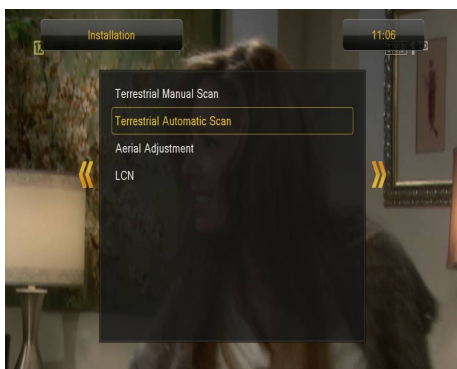 Installation
11:06
Terrestrial Manual Scan
Terrestrial Automatic Scan
Aerial Adjustment
LCN